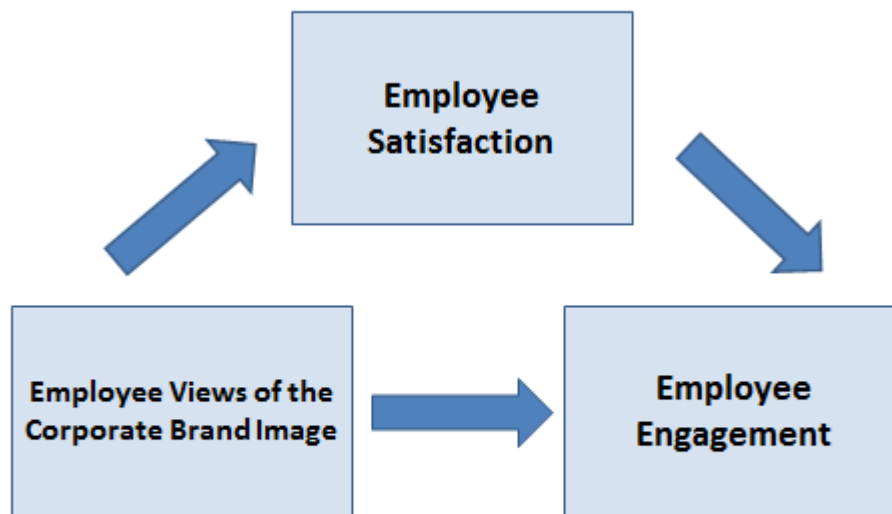 Employee
Satisfaction
Employee Views of the
Corporate Brand Image
Employee
Engagement